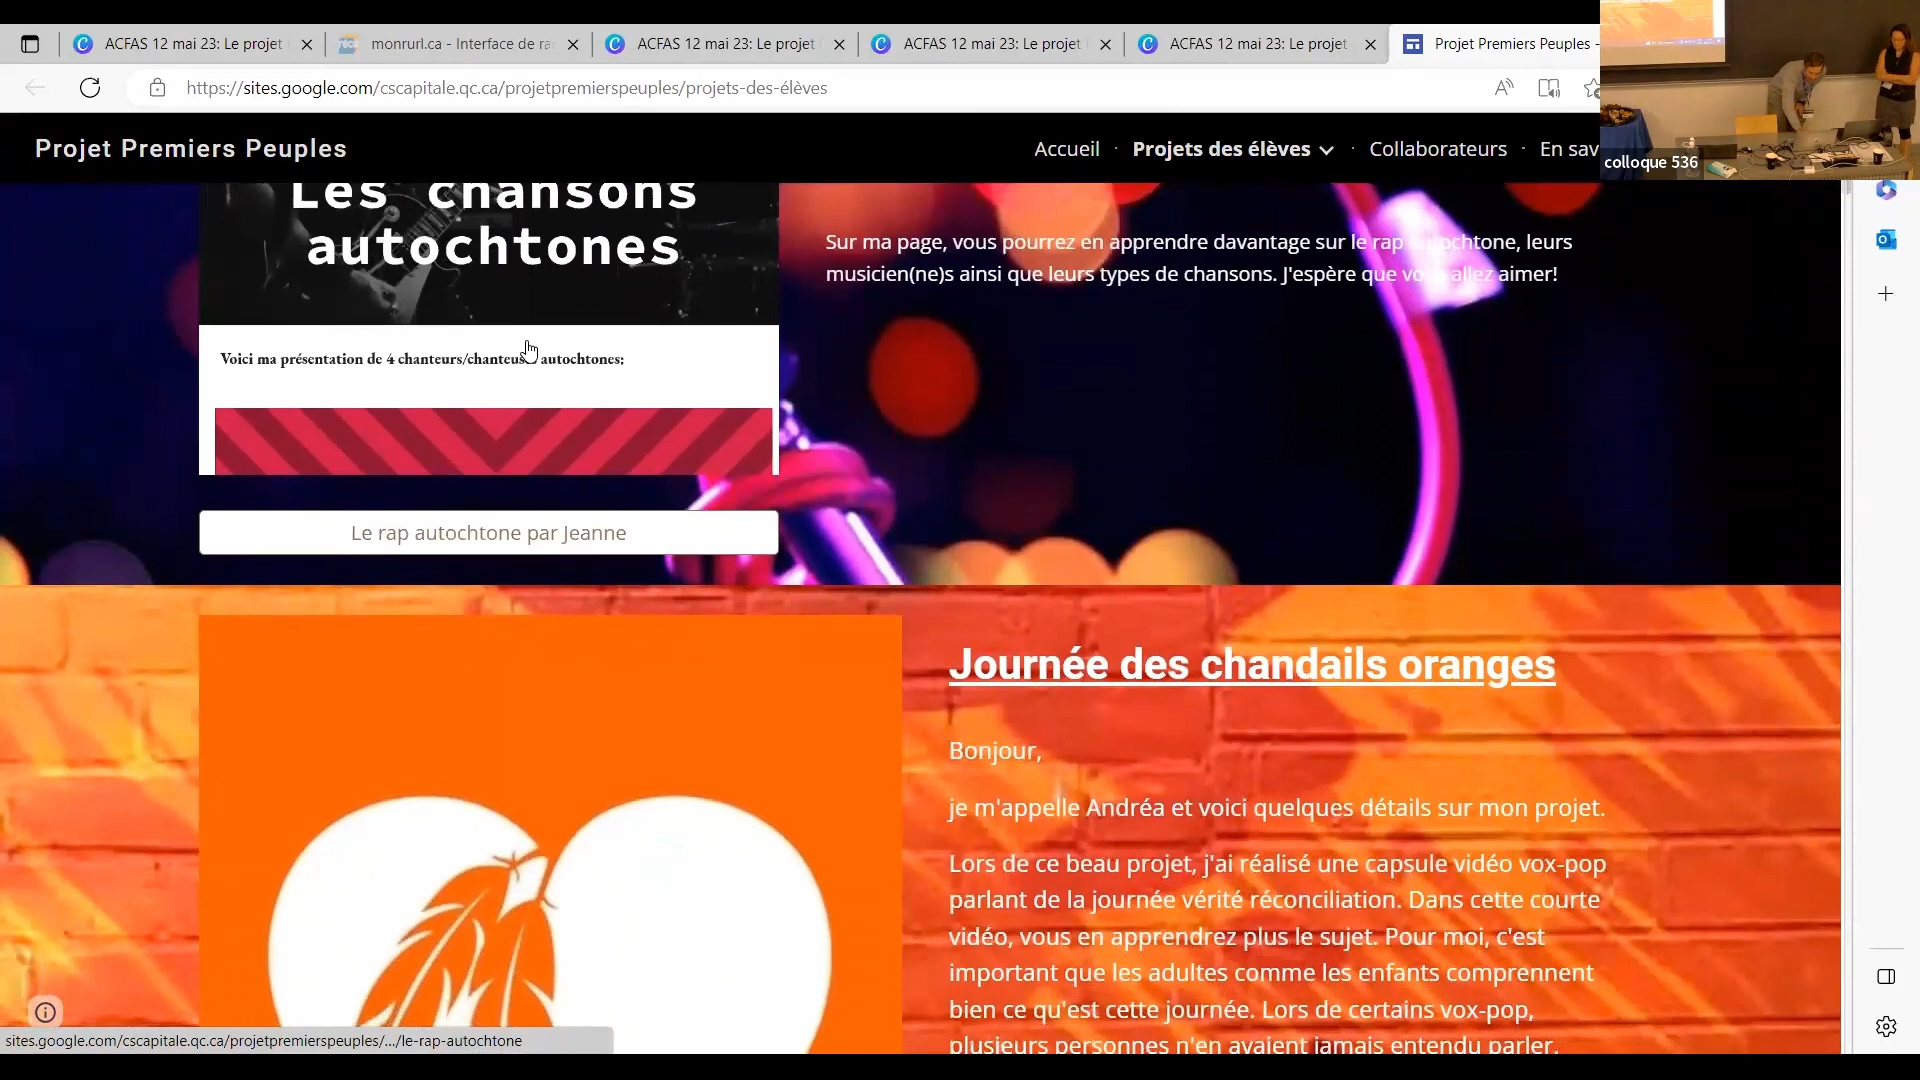 ACFAS 12 mai 23: Le projet
monrurl.ca - Interface de ra
ACFAS 12 mai 23: Le projet
ACFAS 12 mai 23: Le projet
ACFAS 12 mai 23: Le projet
Projet Premiers Peuples -
https://sites.google.com/cscapitale.qc.ca/projetpremierspeuples/projets-des-élèves
colloque 536
Projet Premiers Peuples
Accueil · Projets des élèves · Collaborateurs · En sav
Les chansons
autochtones
Sur ma page, vous pourrez en apprendre davantage sur le rap autochtone, leurs
musicien(ne)s ainsi que leurs types de chansons. J'espère que vous allez aimer!
Voici ma présentation de 4 chanteurs/chanteuses autochtones:
Le rap autochtone par Jeanne
Journée des chandails oranges
Bonjour,
je m'appelle Andréa et voici quelques détails sur mon projet.
Lors de ce beau projet, j'ai réalisé une capsule vidéo vox-pop
parlant de la journée vérité réconciliation. Dans cette courte
vidéo, vous en apprendrez plus le sujet. Pour moi, c'est
important que les adultes comme les enfants comprennent
bien ce qu'est cette journée. Lors de certains vox-pop,
plusieurs personnes n'en avaient jamais entendu parler.
sites.google.com/cscapitale.qc.ca/projetpremierspeuples/.../le-rap-autochtone